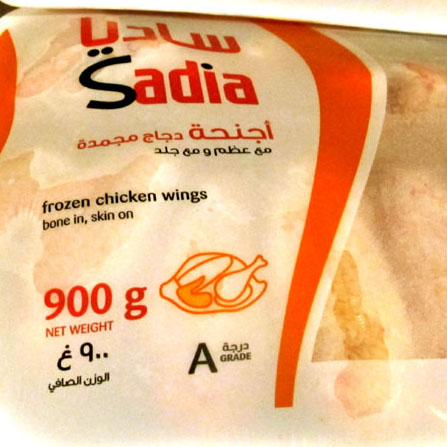 ساديا
Sadia
أجنحة دجاج مجمدة
مع عظم و مع جلد
frozen chicken wings
bone in, skin on
900 g
NET WEIGHT
٩٠٠ غ
الوزن الصافي
A درجة
GRADE